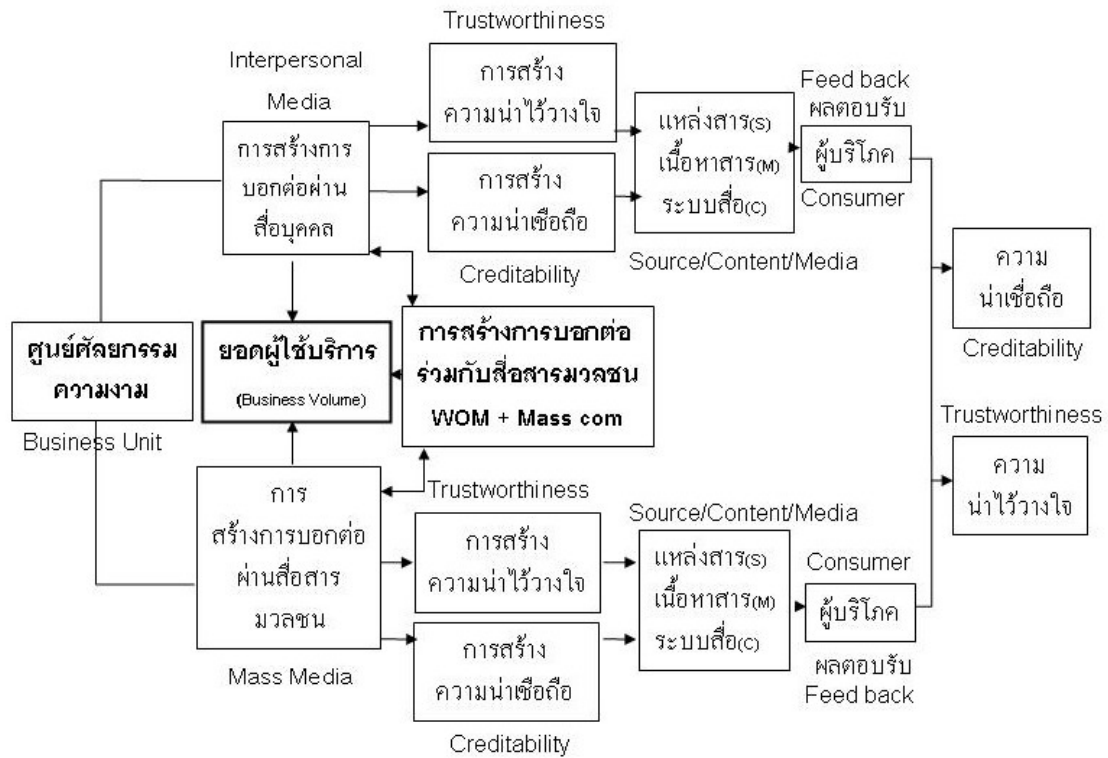 Trustworthiness
Interpersonal
Media
การสร้าง
ความน่าไว้วางใจ
Feed back
ผลตอบรับ
การสร้างการ
บอกต่อผ่าน
สื่อบุคคล
แหล่งสาร(S)
เนื้อหาสาร(M)
ระบบสื่อ(C)
ผู้บริโภค
Consumer
การสร้าง
ความน่าเชือถือ
Creditability
Source/Content/Media
ความ
น่าเชื่อถือ
Creditability
ศูนย์ศัลยกรรม
ความงาม
Business Unit
ยอดผู้ใช้บริการ
(Business Volume)
การสร้างการบอกต่อ
ร่วมกับสื่อสารมวลชน
WOM + Mass com
Trustworthiness
ความ
น่าไว้วางใจ
การ
สร้างการบอกต่อ
ผ่านสื่อสาร
มวลชน
Mass Media
Trustworthiness
การสร้าง
ความน่าไว้วางใจ
Source/Content/Media
แหล่งสาร(S)
เนื้อหาสาร(M)
ระบบสื่อ(C)
Consumer
ผู้บริโภค
ผลตอบรับ
Feed back
การสร้าง
ความน่าเชือถือ
Creditability